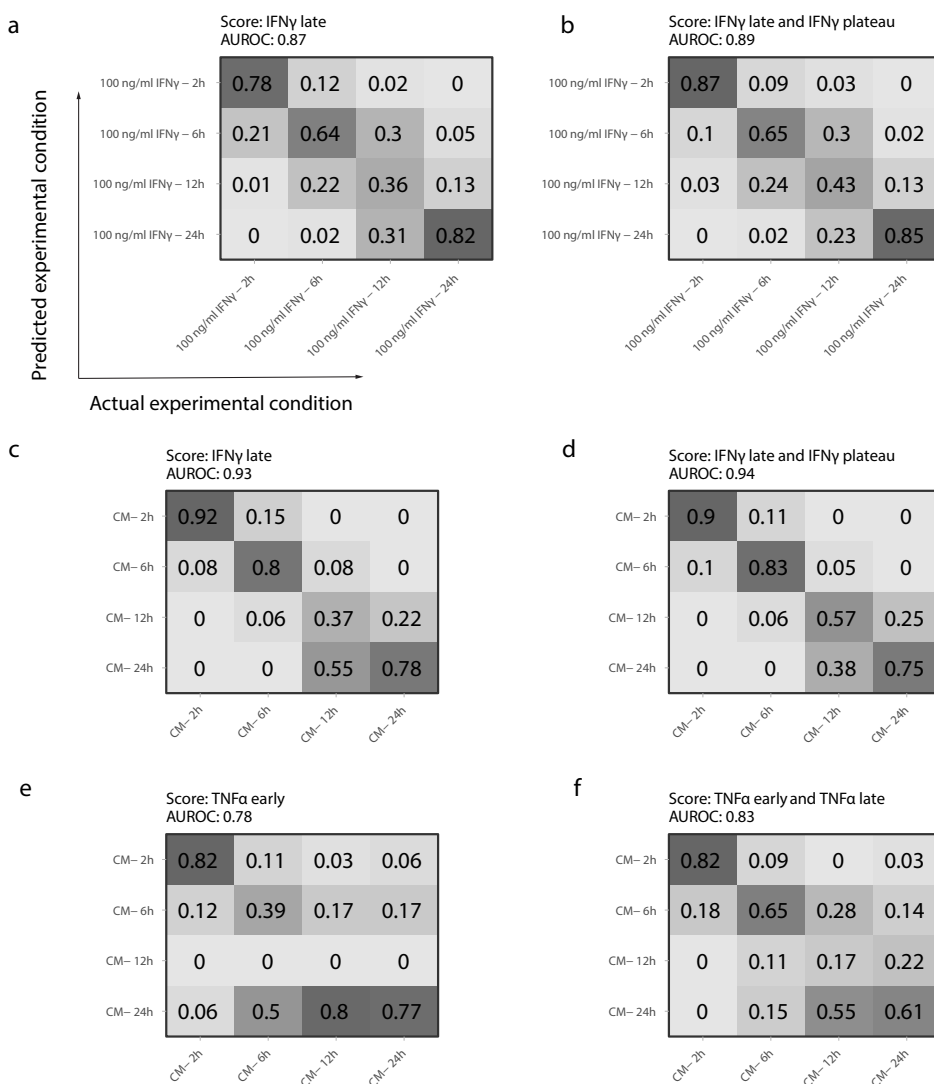 a
Score: IFNγ late
AUROC: 0.87
100 ng/ml IFNγ – 2h 0.78 0.12 0.02 0
100 ng/ml IFNγ – 6h 0.21 0.64 0.3 0.05
100 ng/ml IFNγ – 12h 0.01 0.22 0.36 0.13
100 ng/ml IFNγ – 24h 0 0.02 0.31 0.82
100 ng/ml IFNγ – 2h
100 ng/ml IFNγ – 6h
100 ng/ml IFNγ – 12h
100 ng/ml IFNγ – 24h
Predicted experimental condition
Actual experimental condition
b
Score: IFNγ late and IFNγ plateau
AUROC: 0.89
100 ng/ml IFNγ – 2h 0.87 0.09 0.03 0
100 ng/ml IFNγ – 6h 0.1 0.65 0.3 0.02
100 ng/ml IFNγ – 12h 0.03 0.24 0.43 0.13
100 ng/ml IFNγ – 24h 0 0.02 0.23 0.85
100 ng/ml IFNγ – 2h
100 ng/ml IFNγ – 6h
100 ng/ml IFNγ – 12h
100 ng/ml IFNγ – 24h
c
Score: IFNγ late
AUROC: 0.93
CM– 2h 0.92 0.15 0 0
CM– 6h 0.08 0.8 0.08 0
CM– 12h 0 0.06 0.37 0.22
CM– 24h 0 0 0.55 0.78
CM– 2h
CM– 6h
CM– 12h
CM– 24h
d
Score: IFNγ late and IFNγ plateau
AUROC: 0.94
CM– 2h 0.9 0.11 0 0
CM– 6h 0.1 0.83 0.05 0
CM– 12h 0 0.06 0.57 0.25
CM– 24h 0 0 0.38 0.75
CM– 2h
CM– 6h
CM– 12h
CM– 24h
e
Score: TNFα early
AUROC: 0.78
CM– 2h 0.82 0.11 0.03 0.06
CM– 6h 0.12 0.39 0.17 0.17
CM– 12h 0 0 0 0
CM– 24h 0.06 0.5 0.8 0.77
CM– 2h
CM– 6h
CM– 12h
CM– 24h
f
Score: TNFα early and TNFα late
AUROC: 0.83
CM– 2h 0.82 0.09 0 0.03
CM– 6h 0.18 0.65 0.28 0.14
CM– 12h 0 0.11 0.17 0.22
CM– 24h 0 0.15 0.55 0.61
CM– 2h
CM– 6h
CM– 12h
CM– 24h